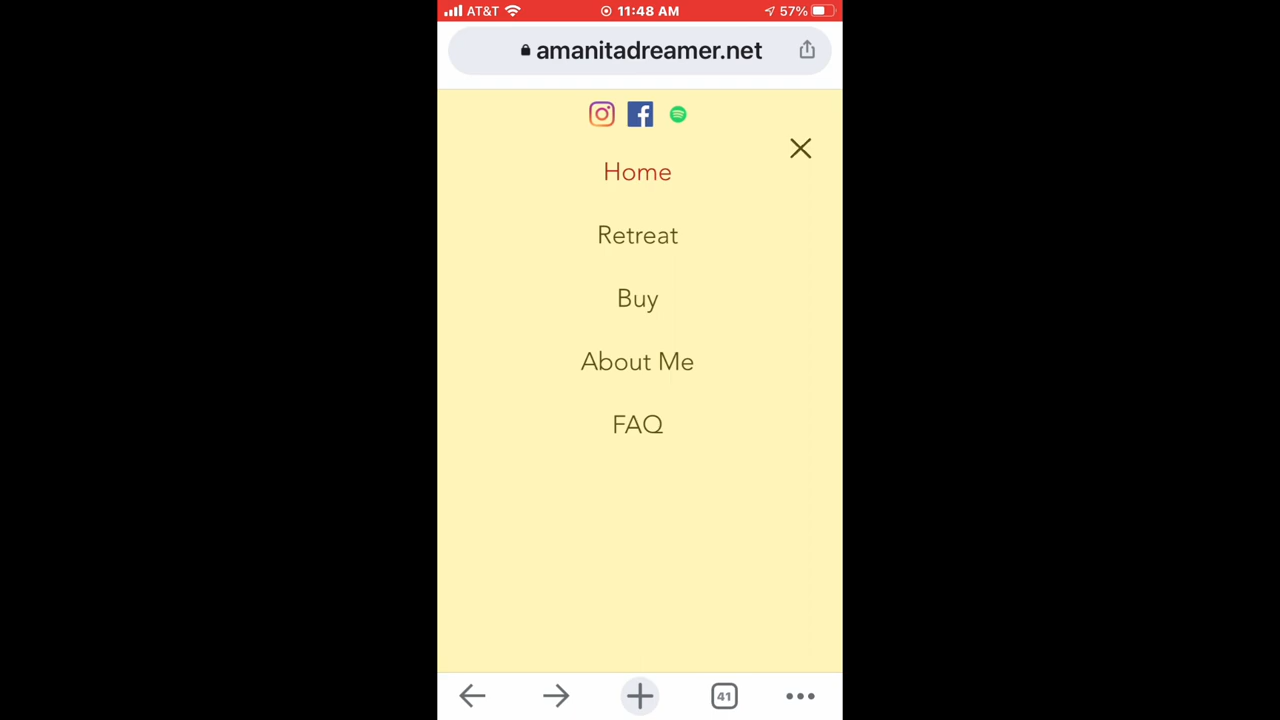 AT&T 11:48 AM 57%
amanitadreamer.net
Home
Retreat
Buy
About Me
FAQ
41